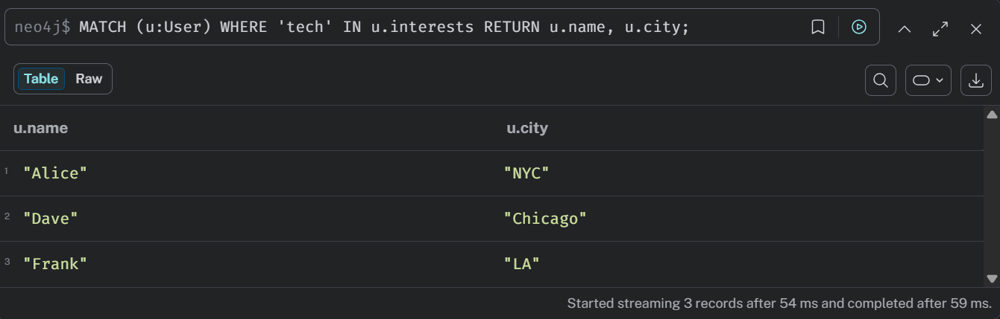 neo4j$ MATCH (u:User) WHERE 'tech' IN u.interests RETURN u.name, u.city;
Table Raw
u.name u.city
1 "Alice" "NYC"
2 "Dave" "Chicago"
3 "Frank" "LA"
Started streaming 3 records after 54 ms and completed after 59 ms.